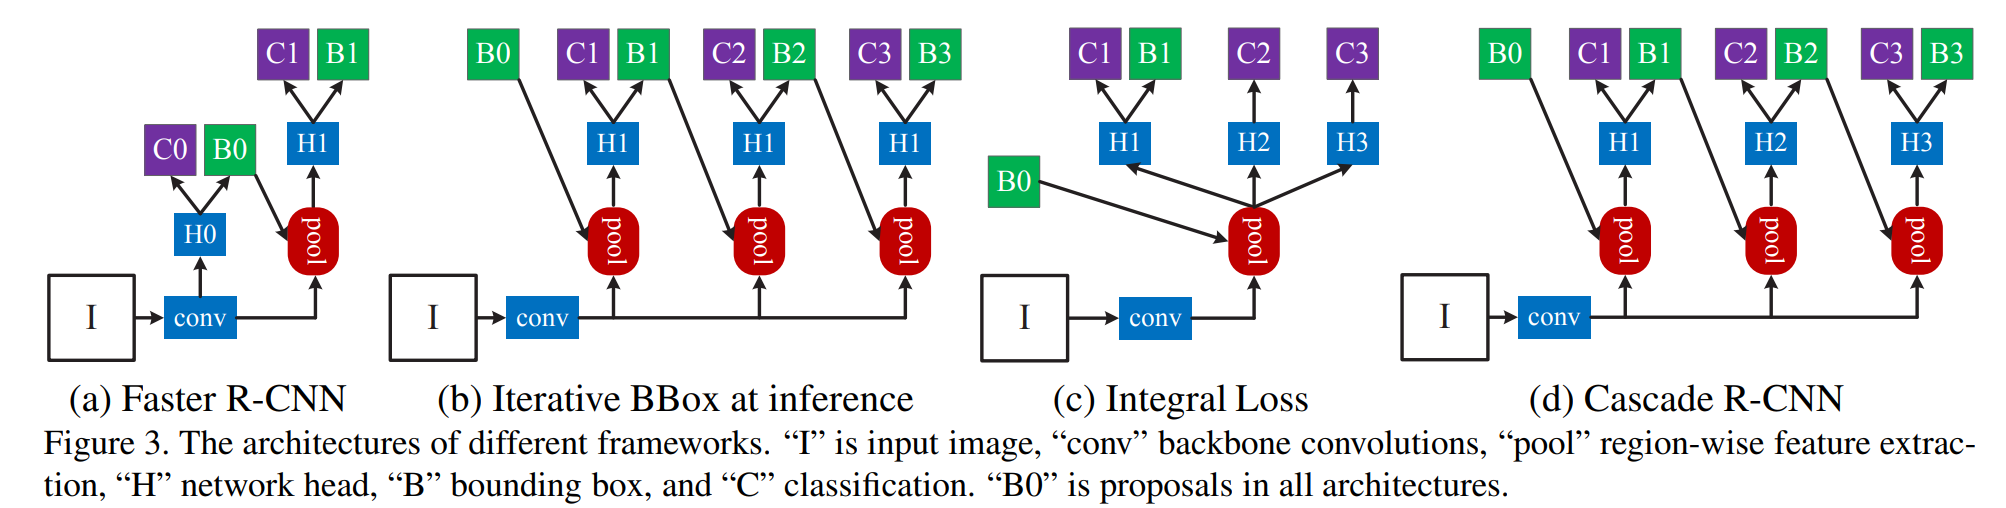 C1 B1
C0 B0 H1
H0 pool
I conv
(a) Faster R-CNN
B0 C1 B1 C2 B2 C3 B3
H1 H1 H1
pool pool pool
I conv
(b) Iterative BBox at inference
C1 B1 C2 C3
H1 H2 H3
B0
pool
I conv
(c) Integral Loss
B0 C1 B1 C2 B2 C3 B3
H1 H2 H3
pool pool pool
I conv
(d) Cascade R-CNN
Figure 3. The architectures of different frameworks. “I” is input image, “conv” backbone convolutions, “pool” region-wise feature extrac-
tion, “H” network head, “B” bounding box, and “C” classification. “B0” is proposals in all architectures.